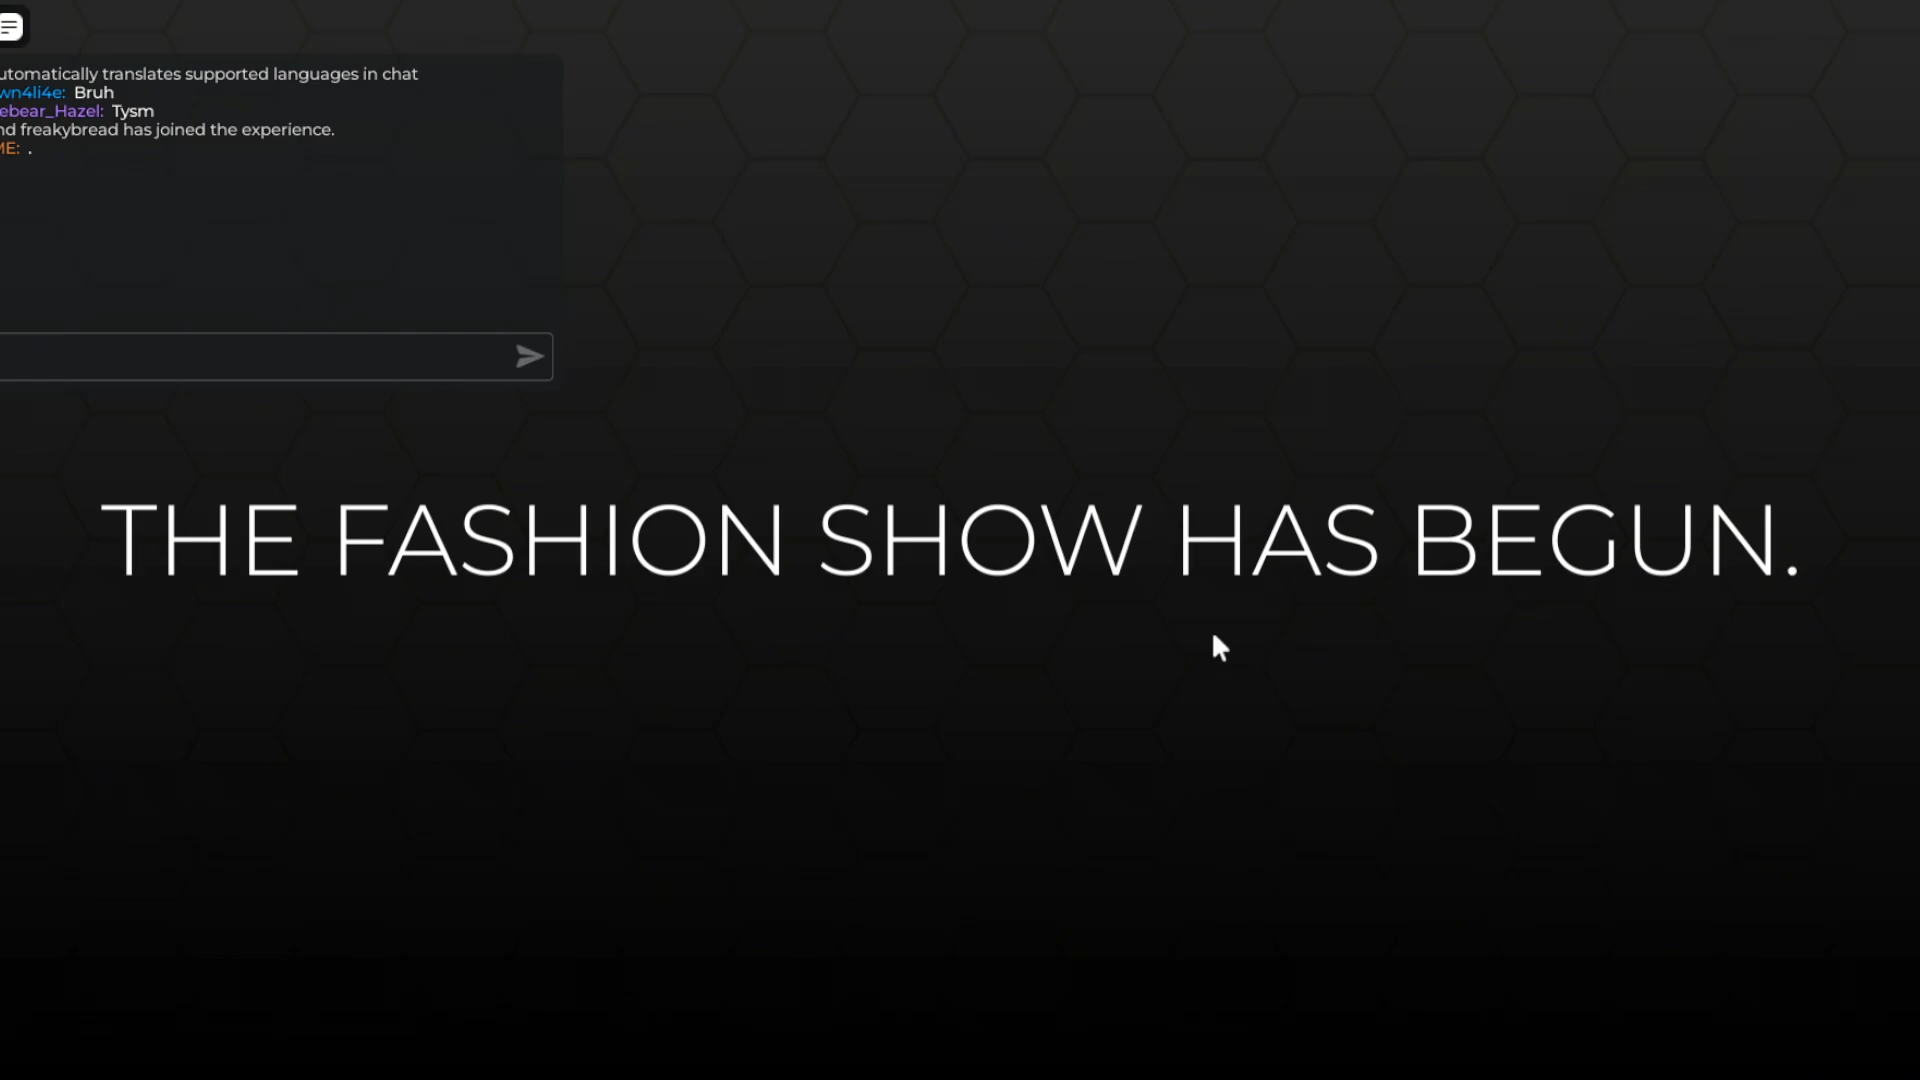 utomatically translates supported languages in chat
wn4li4e: Bruh
ebear_Hazel: Tysm
nd freakybread has joined the experience.
ME: .
THE FASHION SHOW HAS BEGUN.